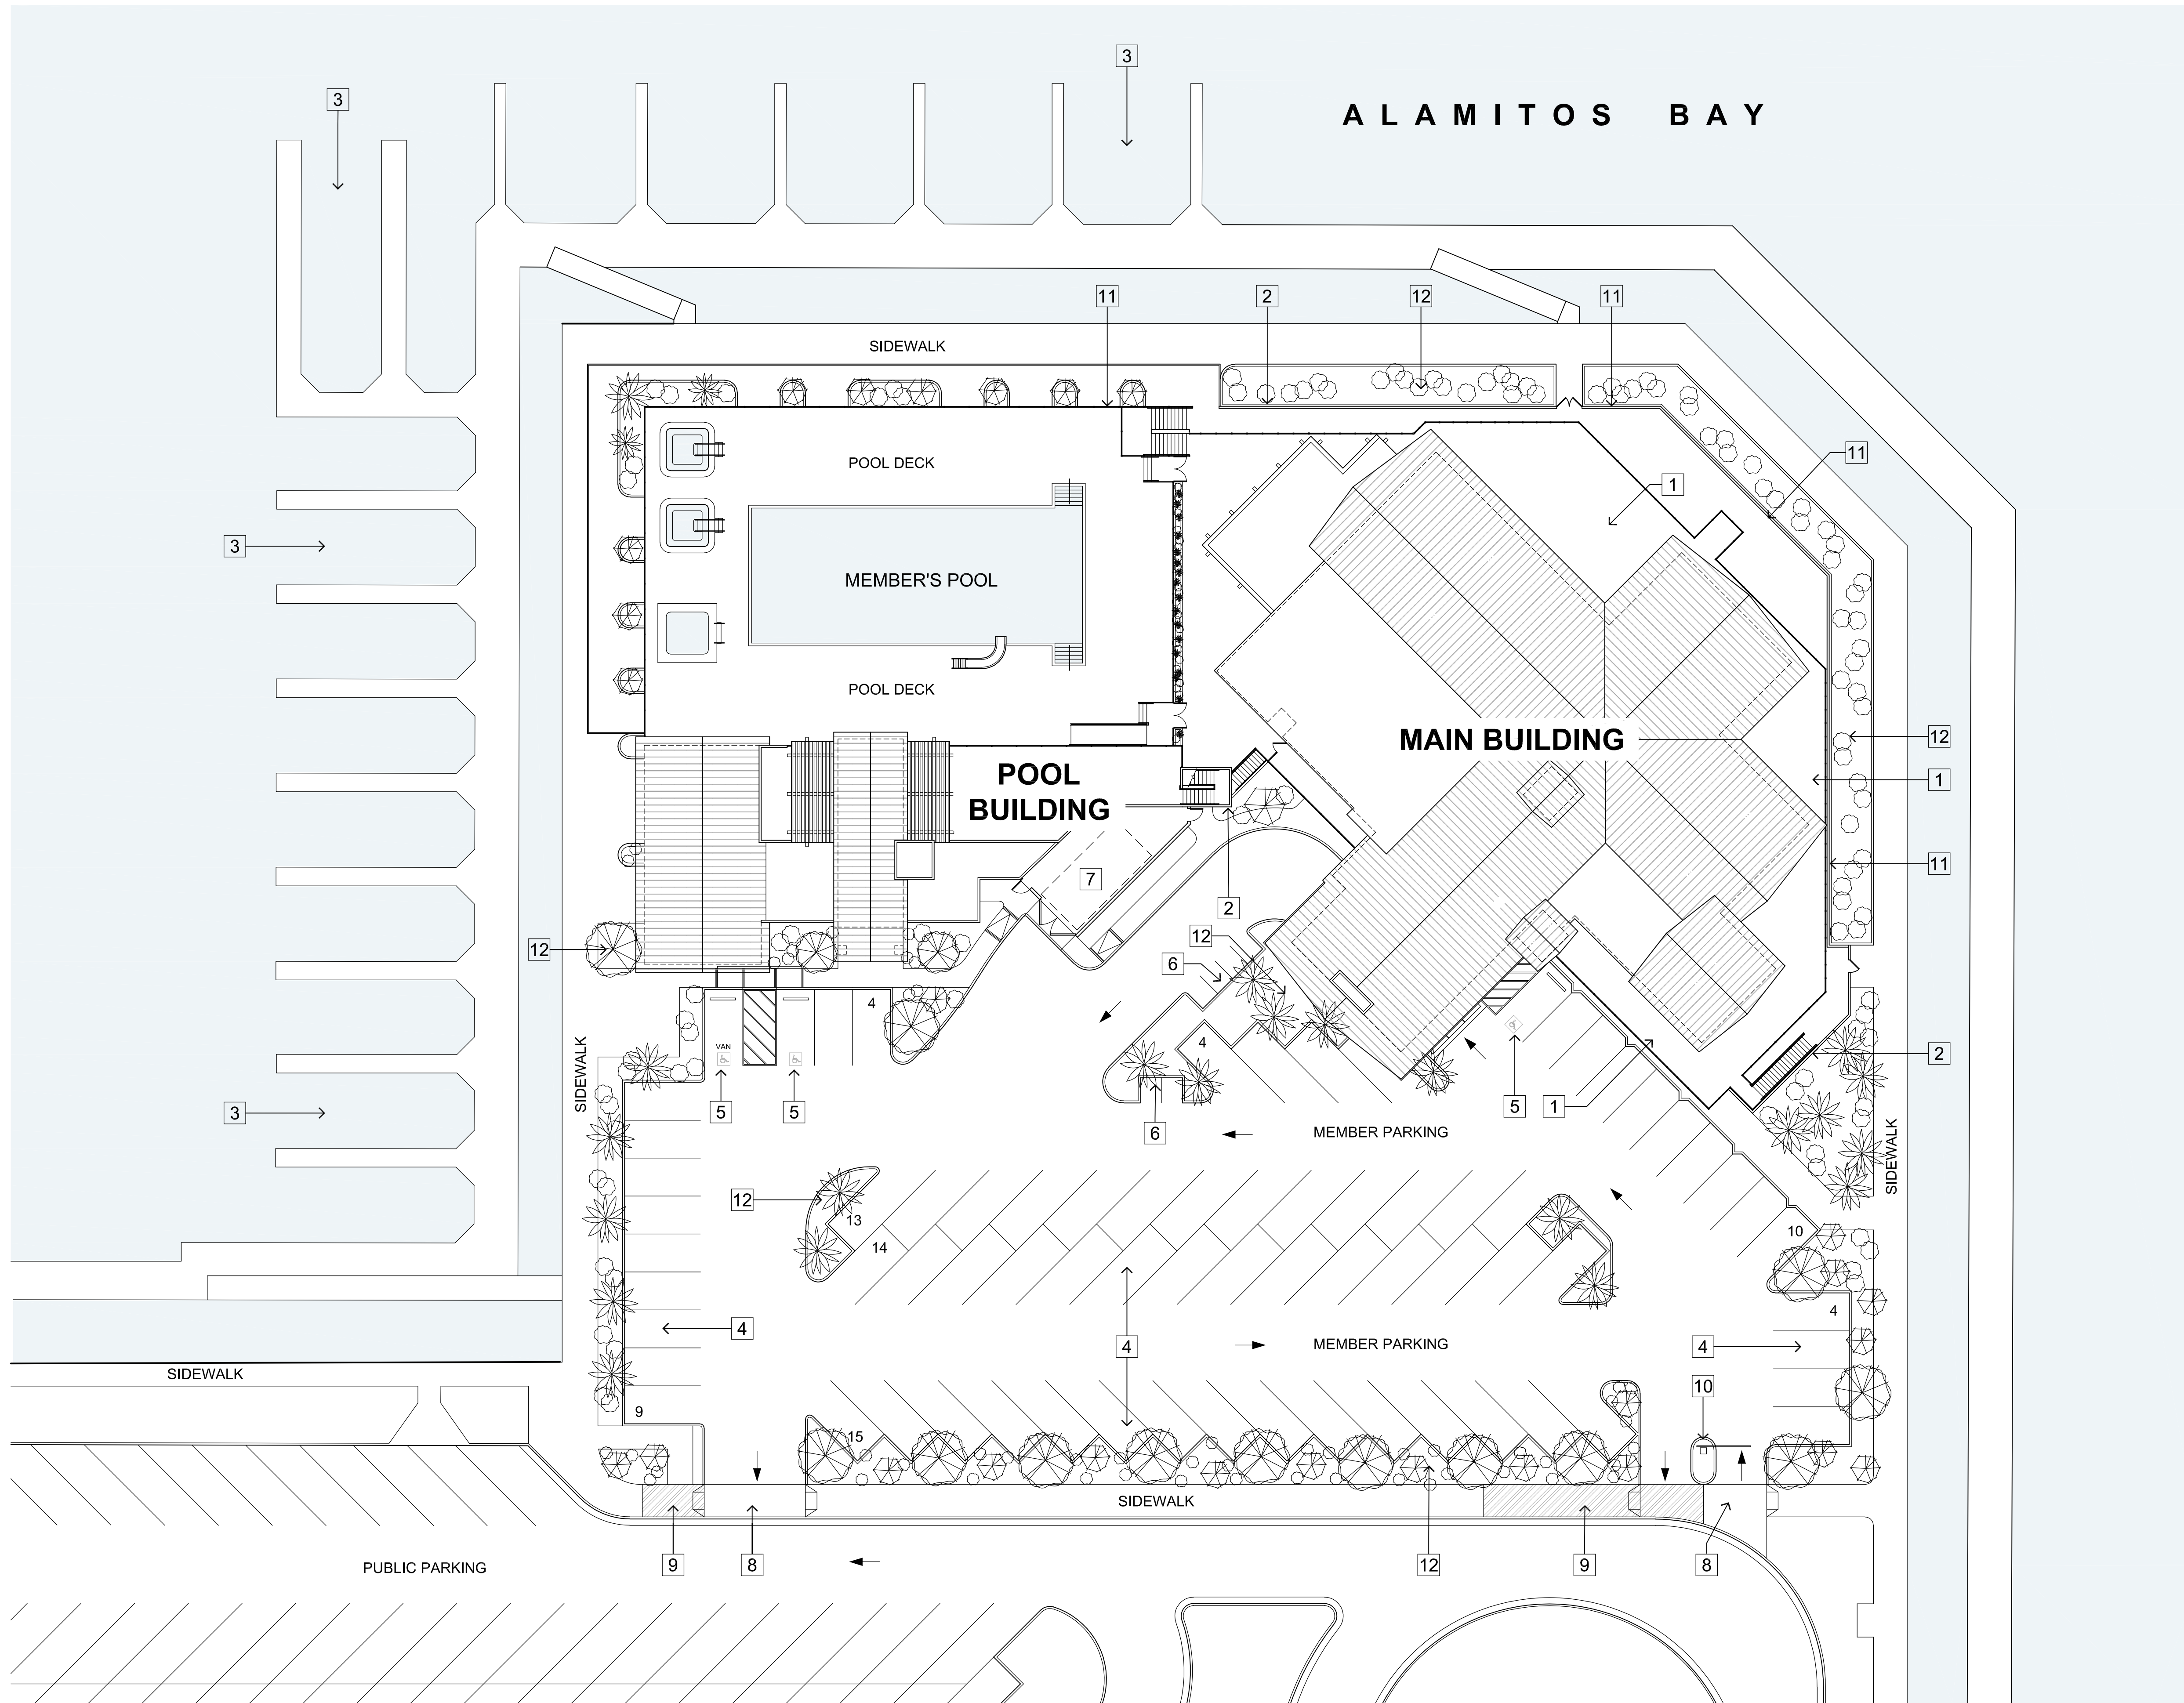 3
3
ALAMITOS BAY
11
2
12
11
SIDEWALK
11
POOL DECK
1
3
MEMBER'S POOL
POOL DECK
MAIN BUILDING
12
POOL
BUILDING
1
11
7
2
12
12
6
4
4
VAN
2
SIDEWALK
5
5
5
1
6
MEMBER PARKING
3
SIDEWALK
12
13
14
10
4
4
4
MEMBER PARKING
4
SIDEWALK
10
9
15
SIDEWALK
9
8
12
9
8
PUBLIC PARKING